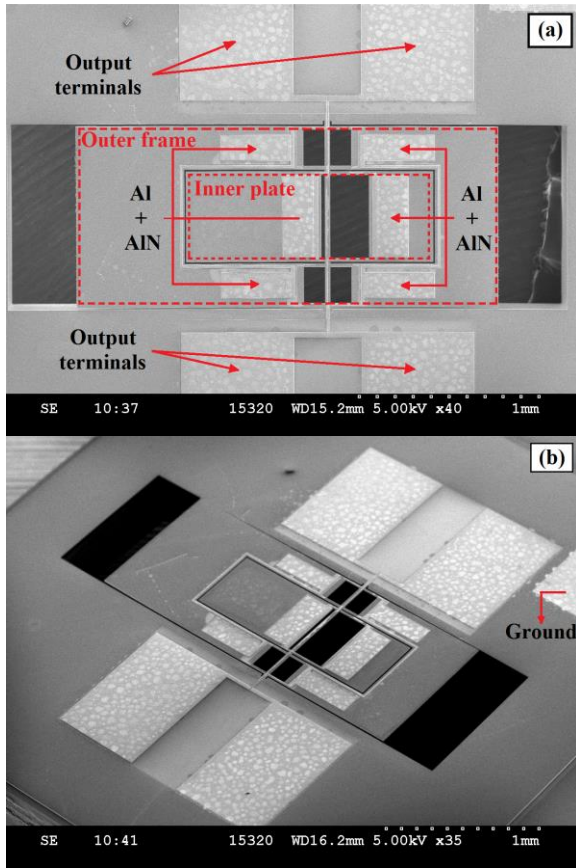 (a)
Output
terminals
Outer frame
Inner plate
Al
+
AlN
Al
+
AlN
Output
terminals
SE 10:37 15320 WD15.2mm 5.00kV x40 1mm
(b)
Ground
SE 10:41 15320 WD16.2mm 5.00kV x35 1mm